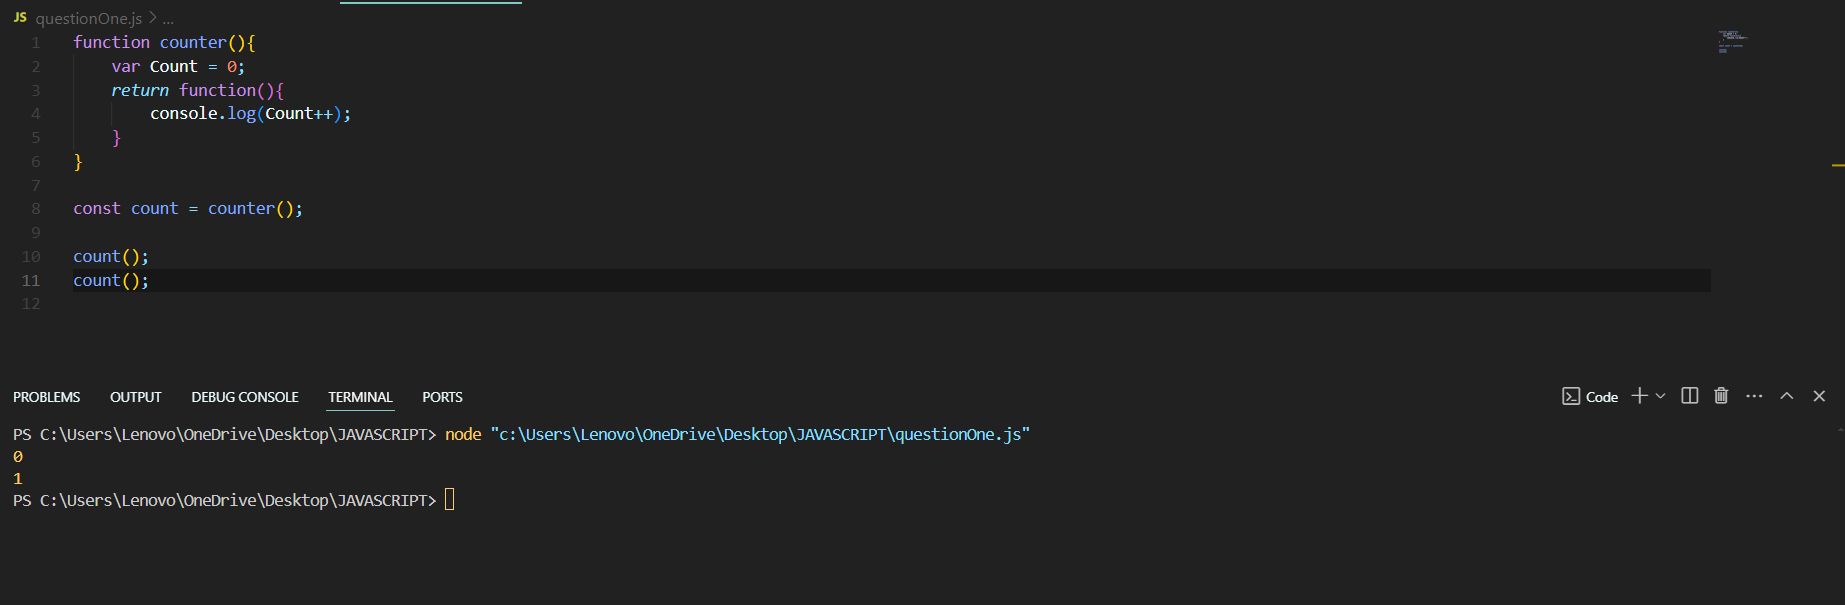 JS questionOne.js > ...
1 function counter(){
2     var Count = 0;
3     return function(){
4         console.log(Count++);
5     }
6 }
7
8 const count = counter();
9
10 count();
11 count();
12
PROBLEMS OUTPUT DEBUG CONSOLE TERMINAL PORTS Code
PS C:\Users\Lenovo\OneDrive\Desktop\JAVASCRIPT> node "c:\Users\Lenovo\OneDrive\Desktop\JAVASCRIPT\questionOne.js"
0
1
PS C:\Users\Lenovo\OneDrive\Desktop\JAVASCRIPT>